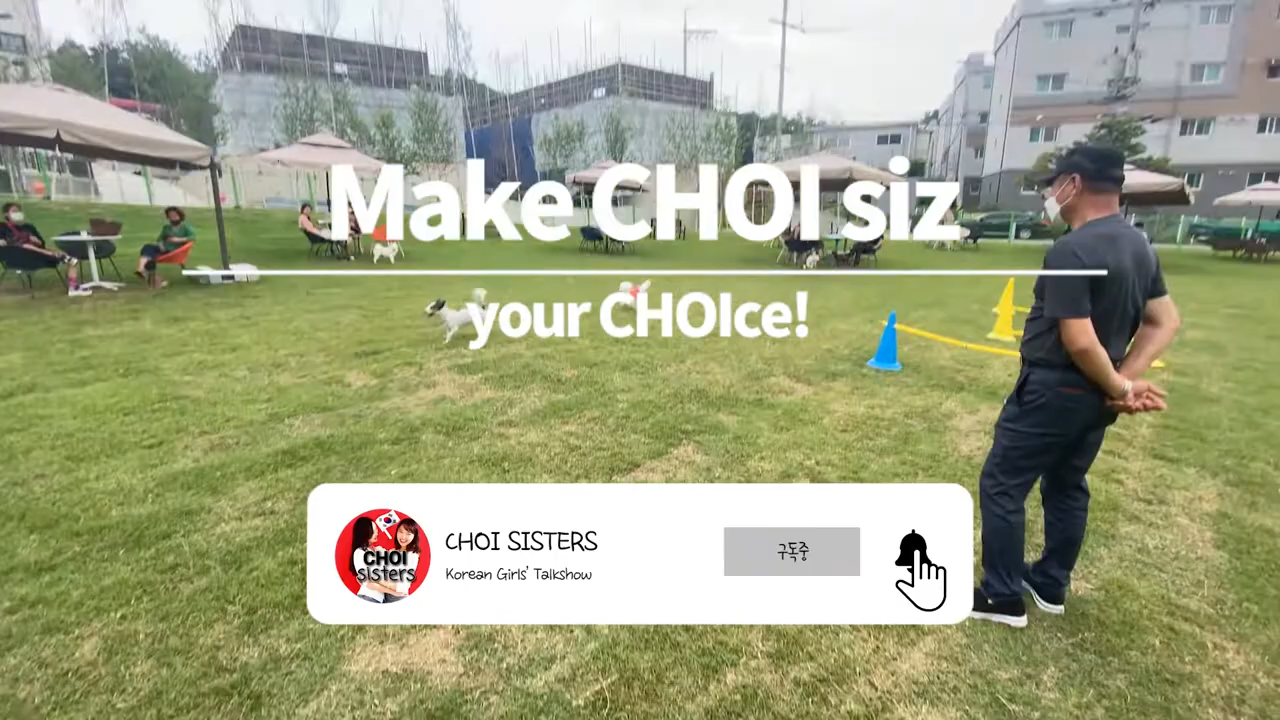 Make CHOI siz
your CHOIce!
CHOI SISTERS
Korean Girls' Talkshow
구독중
CHOI
sisters